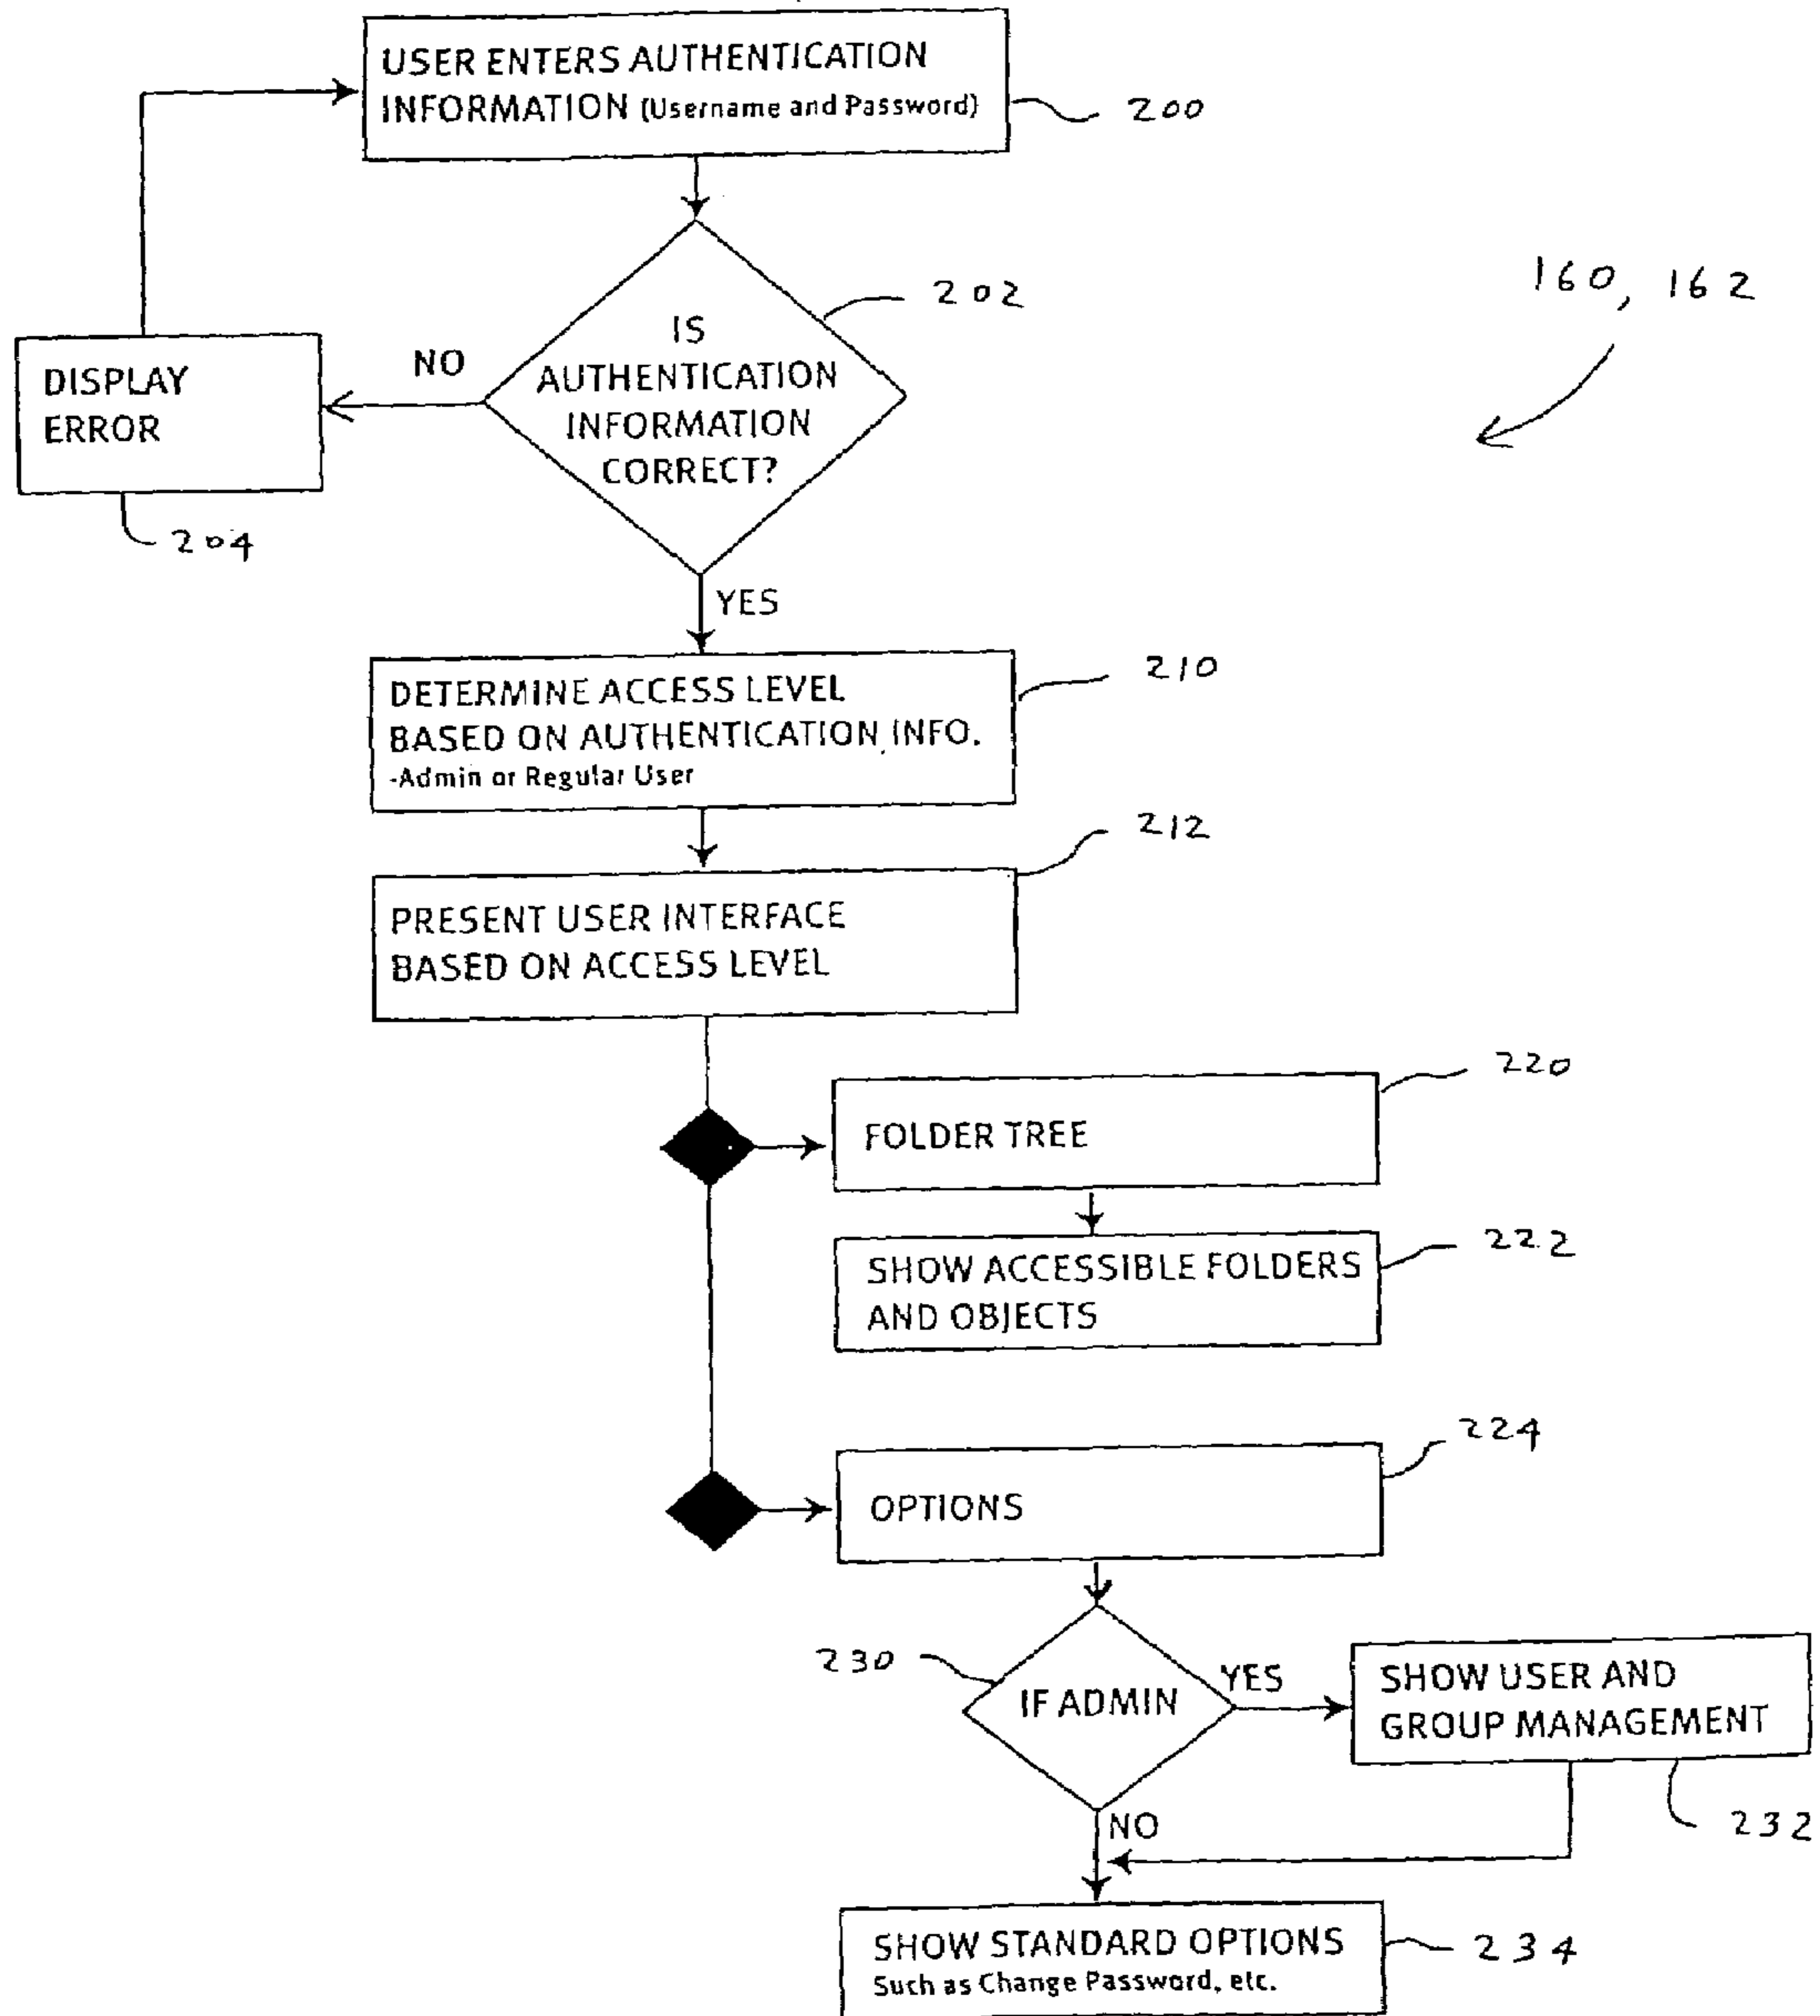 USER ENTERS AUTHENTICATION
INFORMATION (Username and Password)
200
IS
AUTHENTICATION
INFORMATION
CORRECT?
202
160, 162
NO
DISPLAY
ERROR
204
YES
DETERMINE ACCESS LEVEL
BASED ON AUTHENTICATION INFO.
-Admin or Regular User
210
212
PRESENT USER INTERFACE
BASED ON ACCESS LEVEL
220
FOLDER TREE
SHOW ACCESSIBLE FOLDERS
AND OBJECTS
222
224
OPTIONS
230
IF ADMIN
YES
SHOW USER AND
GROUP MANAGEMENT
232
NO
SHOW STANDARD OPTIONS
Such as Change Password, etc.
234